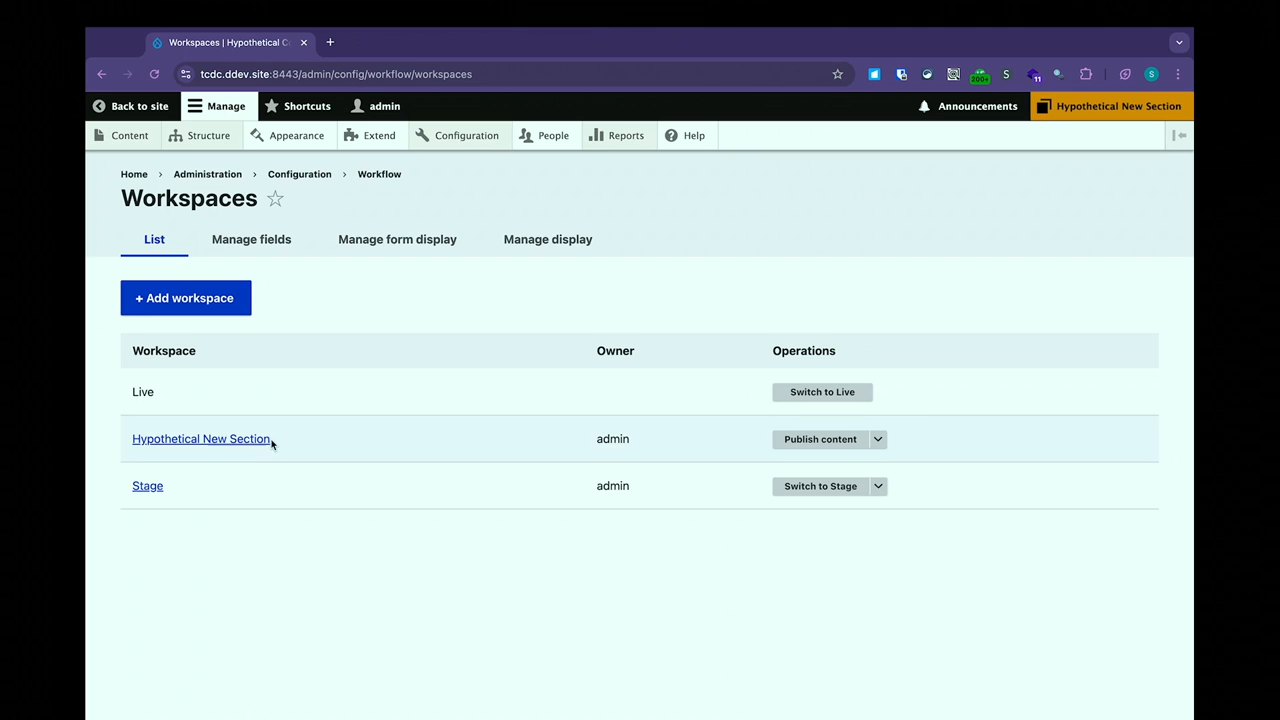 Workspaces | Hypothetical C
tcdc.ddev.site:8443/admin/config/workflow/workspaces
200+
S
11
S
Back to site
Manage
Shortcuts
admin
Announcements
Hypothetical New Section
Content
Structure
Appearance
Extend
Configuration
People
Reports
Help
Home › Administration › Configuration › Workflow
Workspaces
List
Manage fields
Manage form display
Manage display
+ Add workspace
Workspace Owner Operations
Live Switch to Live
Hypothetical New Section admin Publish content
Stage admin Switch to Stage